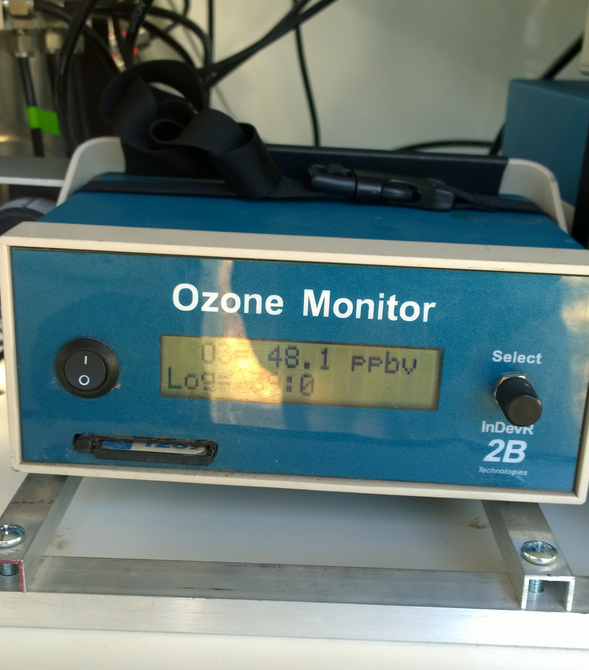 Ozone Monitor
I
O
O3= 48.1 ppbv
Select
InDevR
2B
Technologies